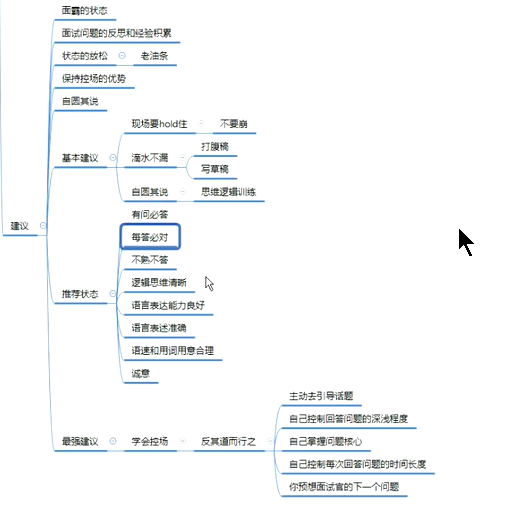 面霸的状态
面试问题的反思和经验积累
状态的放松
老油条
保持控场的优势
自圆其说
现场要hold住
不要崩
打腹稿
基本建议
滴水不漏
写草稿
自圆其说
思维逻辑训练
有问必答
建议
每答必对
不熟不答
逻辑思维清晰
推荐状态
语言表达能力良好
语言表述准确
语速和用词用意合理
诚意
主动去引导话题
自己控制回答问题的深浅程度
最强建议
学会控场
反其道而行之
自己掌握问题核心
自己控制每次回答问题的时间长度
你预想面试官的下一个问题